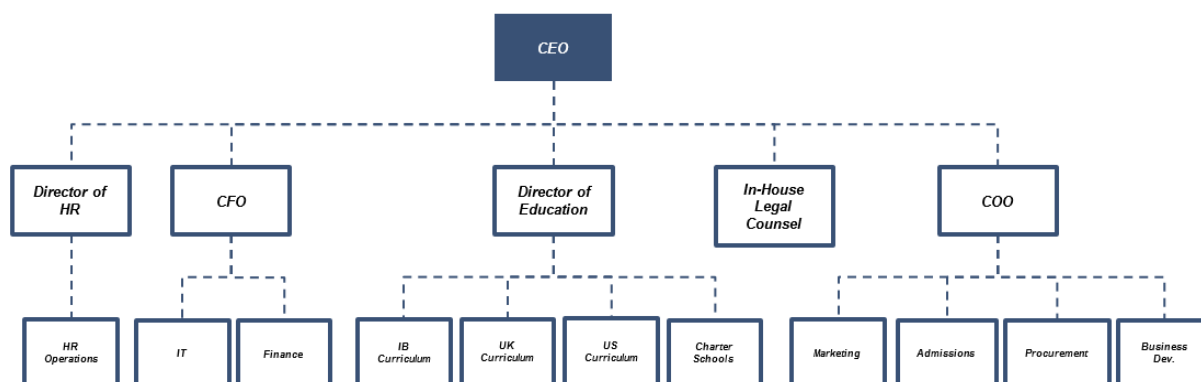 CEO
Director of
HR
CFO
Director of
Education
In-House
Legal
Counsel
COO
HR
Operations
IT
Finance
IB
Curriculum
UK
Curriculum
US
Curriculum
Charter
Schools
Marketing
Admissions
Procurement
Business
Dev.